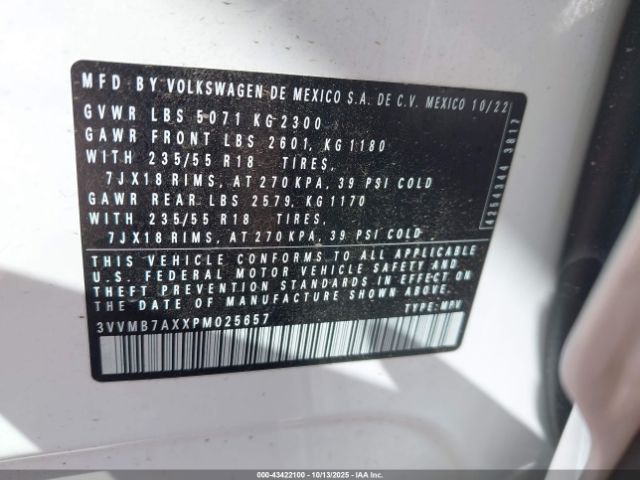 MFD BY VOLKSWAGEN DE MEXICO S.A. DE C.V. MEXICO 10/22
GVWR LBS 5071 KG 2300
GAWR FRONT LBS 2601, KG 1180
WITH 235/55 R18 TIRES,
7JX18 RIMS, AT 270 KPA, 39 PSI COLD
GAWR REAR LBS 2579, KG 1170
WITH 235/55 R18 TIRES,
7JX18 RIMS, AT 270 KPA, 39 PSI COLD
THIS VEHICLE CONFORMS TO ALL APPLICABLE
U.S. FEDERAL MOTOR VEHICLE SAFETY AND
THEFT PREVENTION STANDARDS IN EFFECT ON
THE DATE OF MANUFACTURE SHOWN ABOVE.
3VVMB7AXXPM025657 TYPE: MPV
4254344 3817
000-43422100 - 10/13/2025 - IAA Inc.